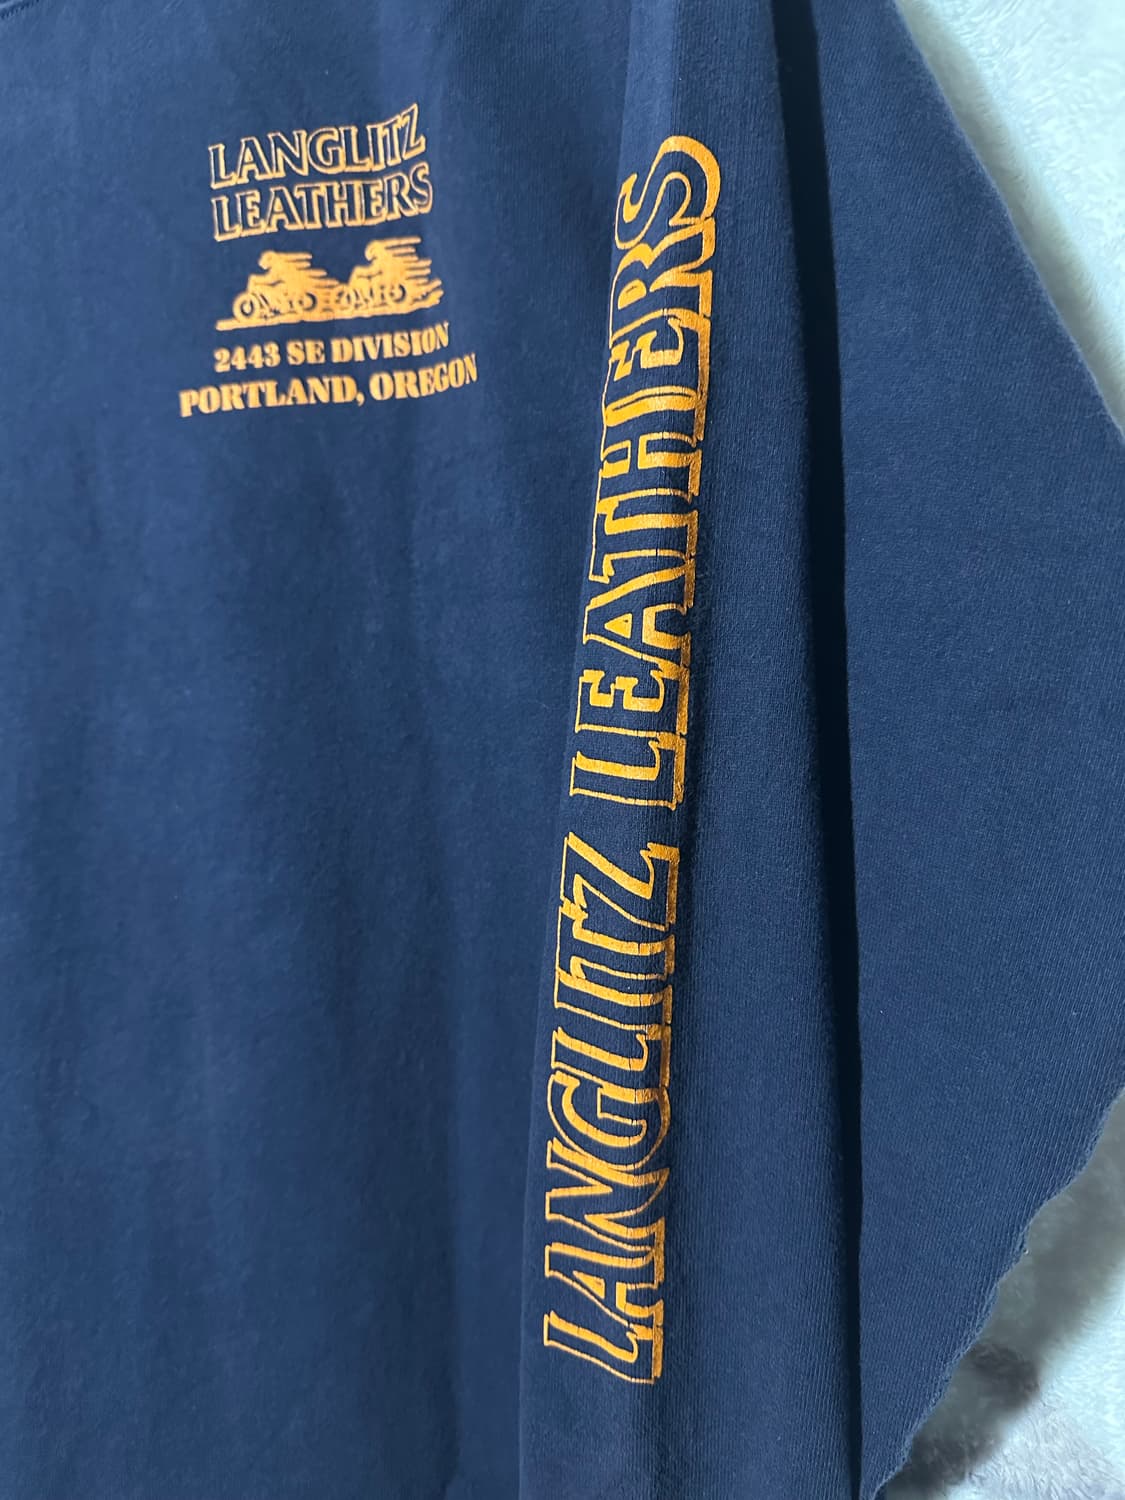 LANGLITZ
LEATHERS
2443 SE DIVISION
PORTLAND, OREGON
LANGLITZ LEATHERS